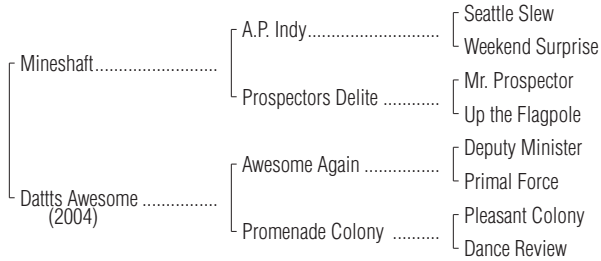 Seattle Slew
A.P. Indy..............................
Weekend Surprise
Mineshaft............................
Mr. Prospector
Prospectors Delite .............
Up the Flagpole
Deputy Minister
Awesome Again .................
Primal Force
Dattts Awesome .................
(2004)
Pleasant Colony
Promenade Colony ..........
Dance Review